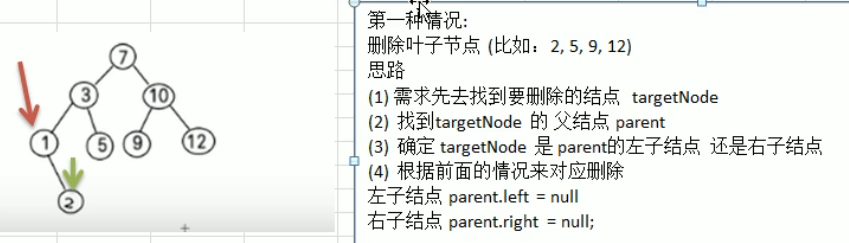 7
3
10
1
5
9
12
2
第一种情况:
删除叶子节点 (比如：2, 5, 9, 12)
思路
(1) 需求先去找到要删除的结点 targetNode
(2) 找到targetNode 的 父结点 parent
(3) 确定 targetNode 是 parent的左子结点 还是右子结点
(4) 根据前面的情况来对应删除
左子结点 parent.left = null
右子结点 parent.right = null;